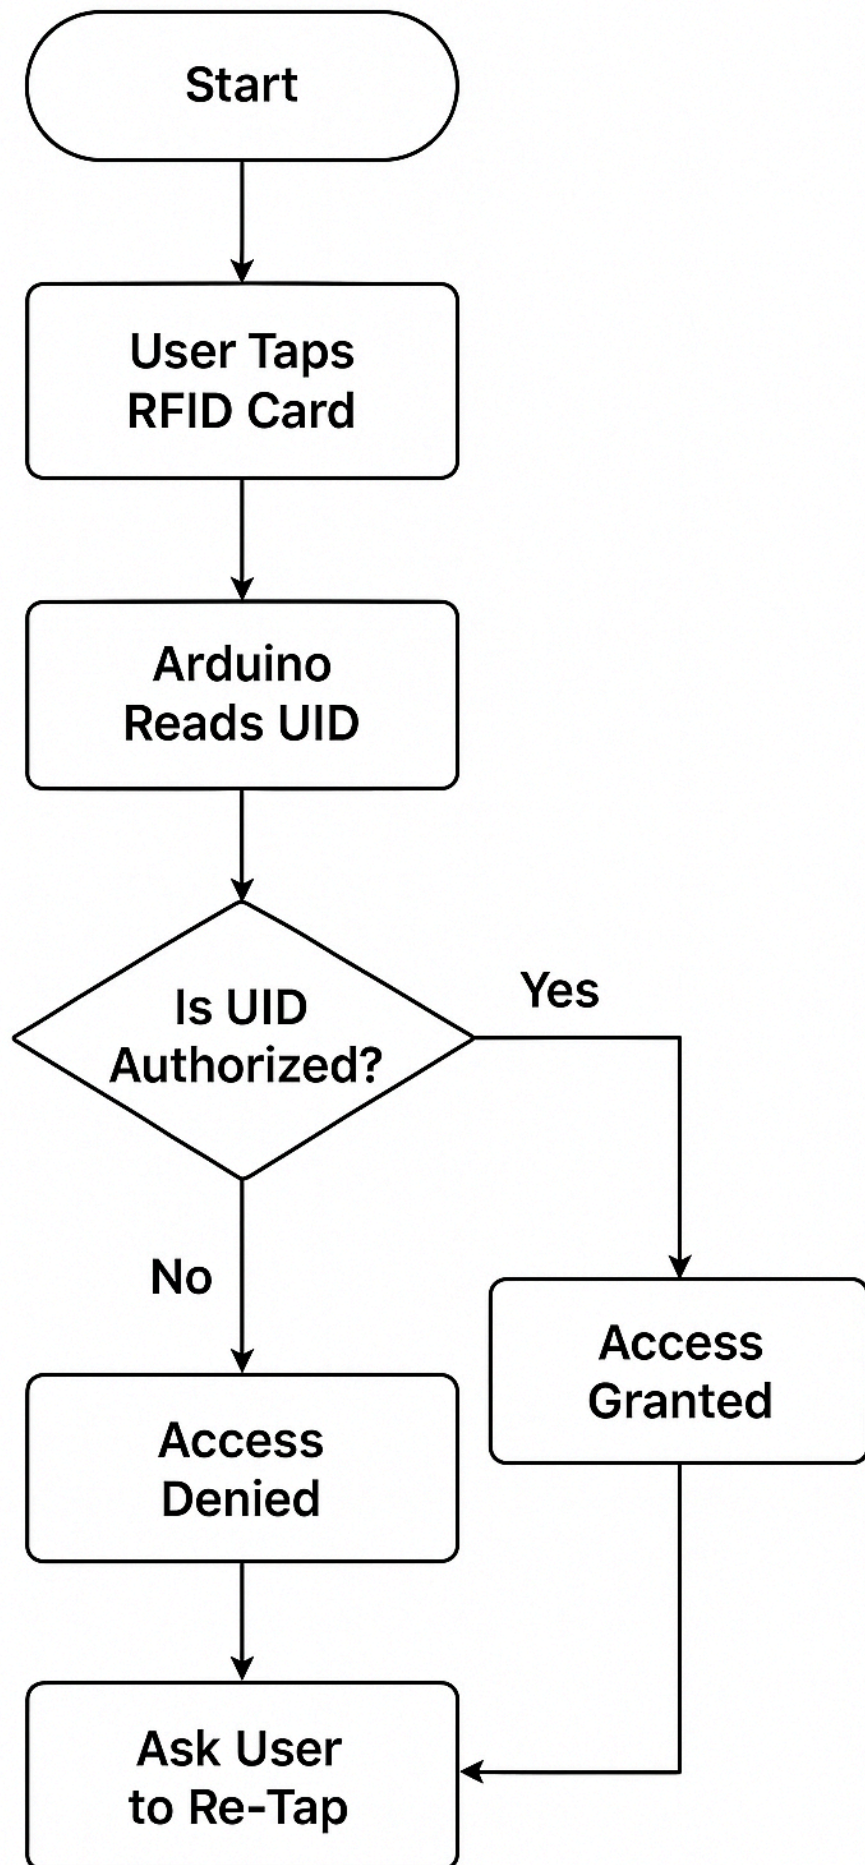 Start
User Taps
RFID Card
Arduino
Reads UID
Is UID
Authorized?
Yes
No
Access
Granted
Access
Denied
Ask User
to Re-Tap